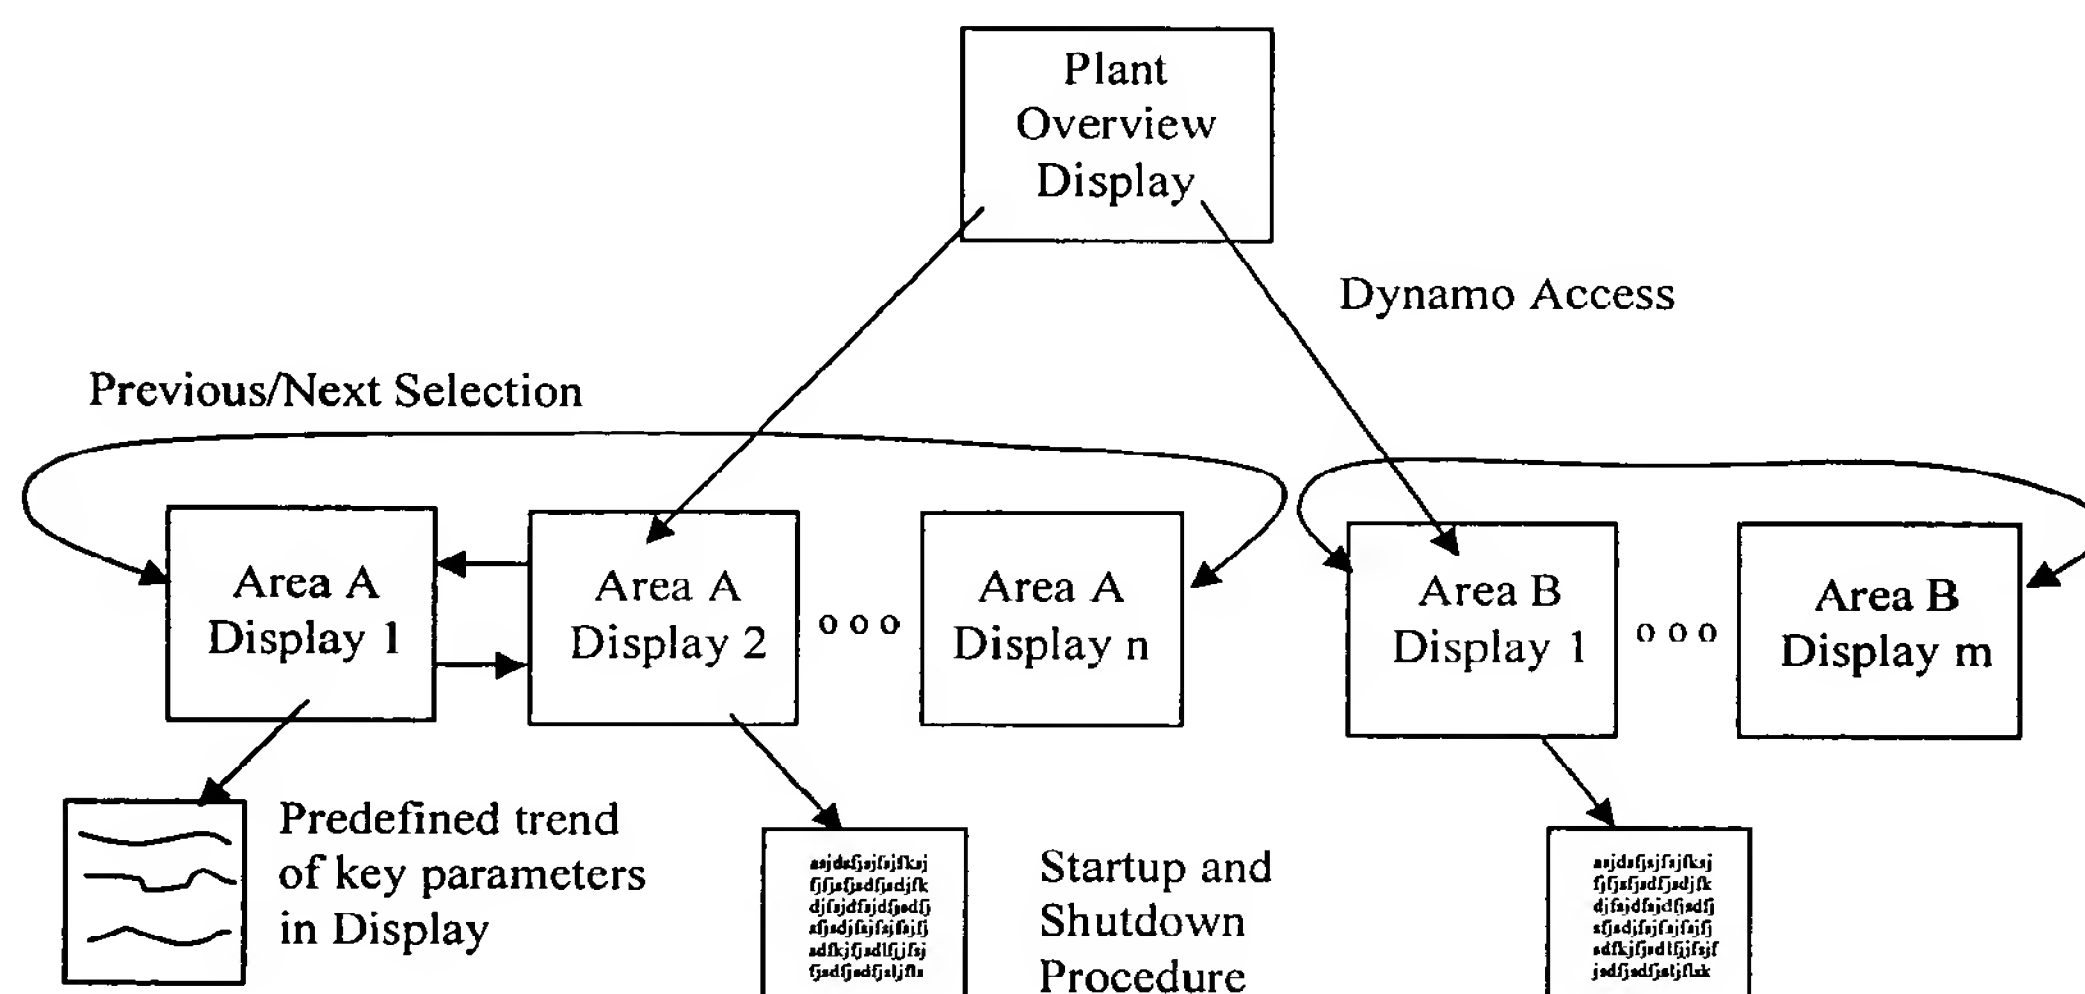 Plant
Overview
Display
Dynamo Access
Previous/Next Selection
Area A
Display 1
Area A
Display 2
o o o
Area A
Display n
Area B
Display 1
o o o
Area B
Display m
Predefined trend
of key parameters
in Display
Startup and
Shutdown
Procedure